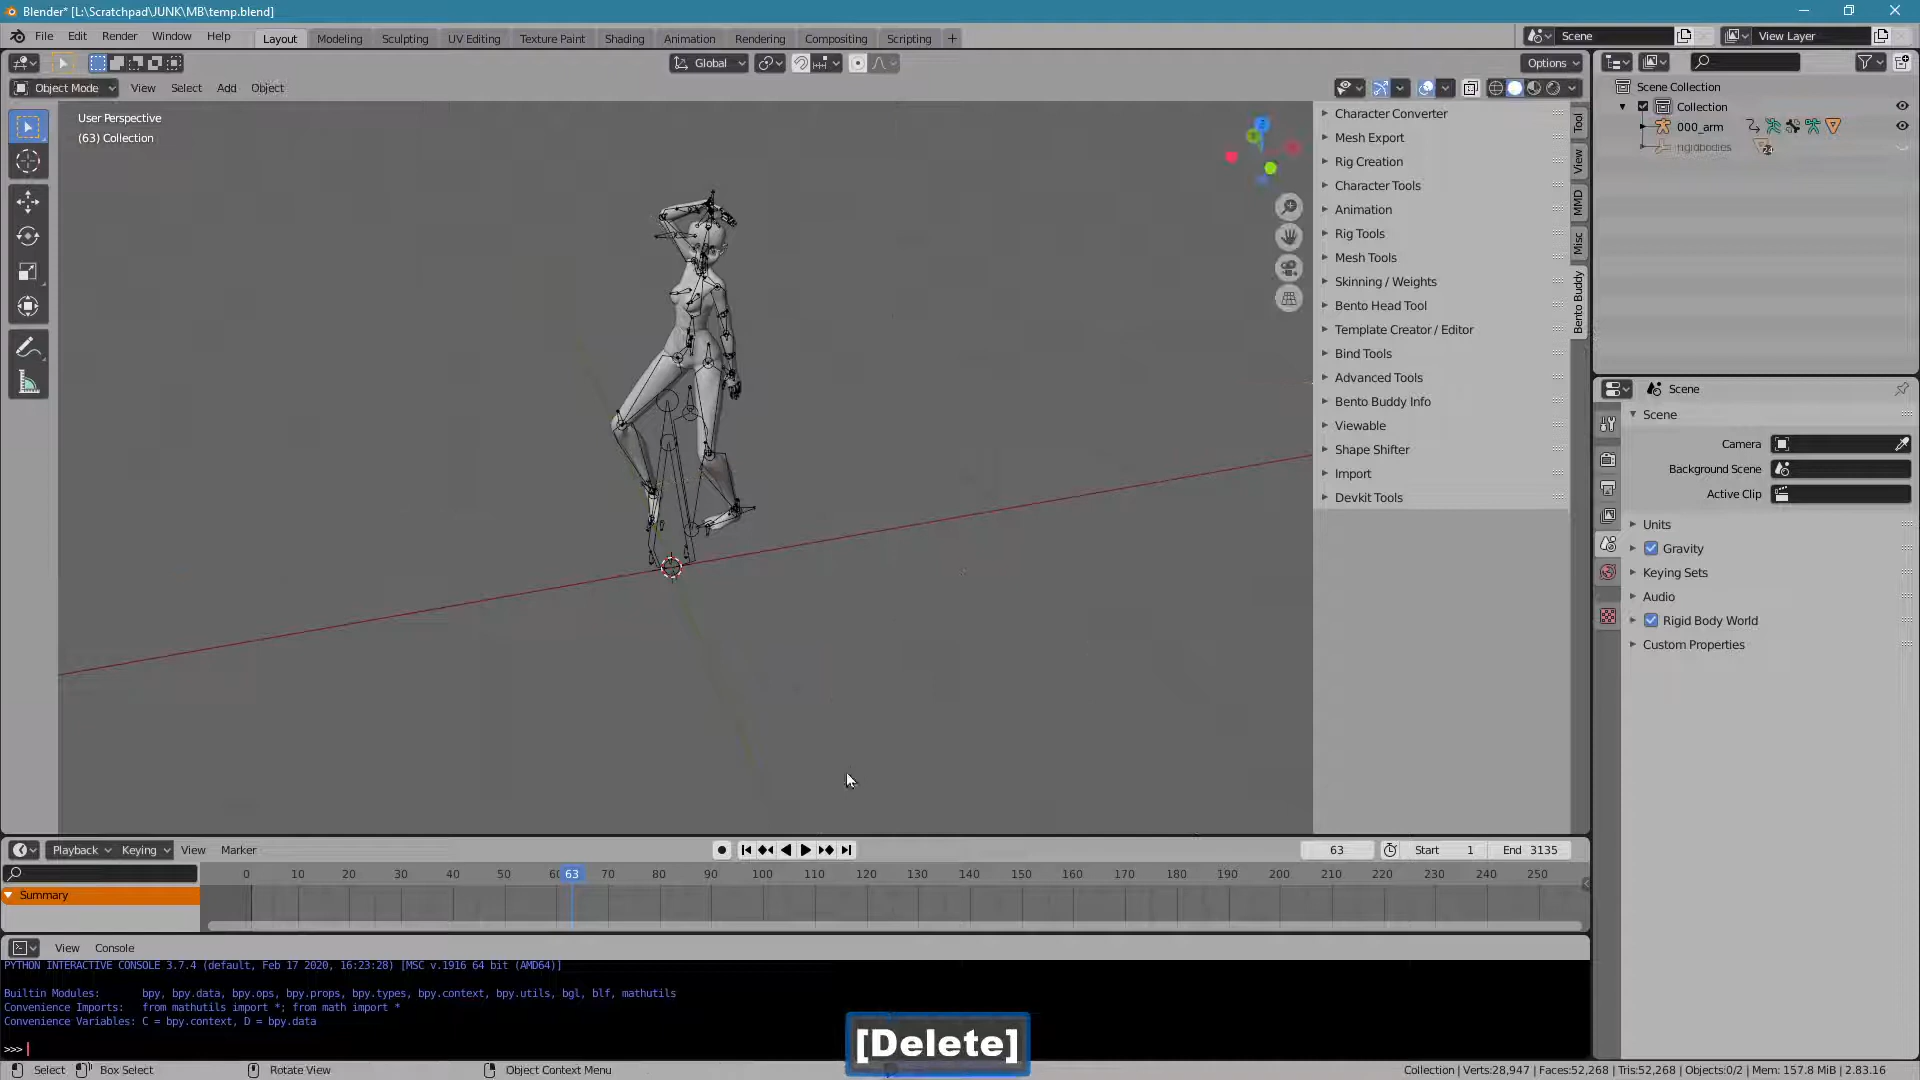 Blender* [L:\Scratchpad\JUNK\MB\temp.blend]
File Edit Render Window Help Layout Modeling Sculpting UV Editing Texture Paint Shading Animation Rendering Compositing Scripting + Scene View Layer
Global Options
Object Mode View Select Add Object
User Perspective
(63) Collection
Character Converter
Mesh Export
Rig Creation
Character Tools
Animation
Rig Tools
Mesh Tools
Skinning / Weights
Bento Head Tool
Template Creator / Editor
Bind Tools
Advanced Tools
Bento Buddy Info
Viewable
Shape Shifter
Import
Devkit Tools
Tool
View
MMD
Misc
Bento Buddy
Scene Collection
Collection
000_arm
rigidbodies 24
Scene
Scene
Camera
Background Scene
Active Clip
Units
Gravity
Keying Sets
Audio
Rigid Body World
Custom Properties
Playback Keying View Marker 63 Start 1 End 3135
0 10 20 30 40 50 60 63 70 80 90 100 110 120 130 140 150 160 170 180 190 200 210 220 230 240 250
Summary
View Console
PYTHON INTERACTIVE CONSOLE 3.7.4 (default, Feb 17 2020, 16:23:28) [MSC v.1916 64 bit (AMD64)]
Builtin Modules: bpy, bpy.data, bpy.ops, bpy.props, bpy.types, bpy.context, bpy.utils, bgl, blf, mathutils
Convenience Imports: from mathutils import *; from math import *
Convenience Variables: C = bpy.context, D = bpy.data
>>>
[Delete]
Select Box Select Rotate View Object Context Menu Collection | Verts:28,947 | Faces:52,268 | Tris:52,268 | Objects:0/2 | Mem: 157.8 MiB | 2.83.16